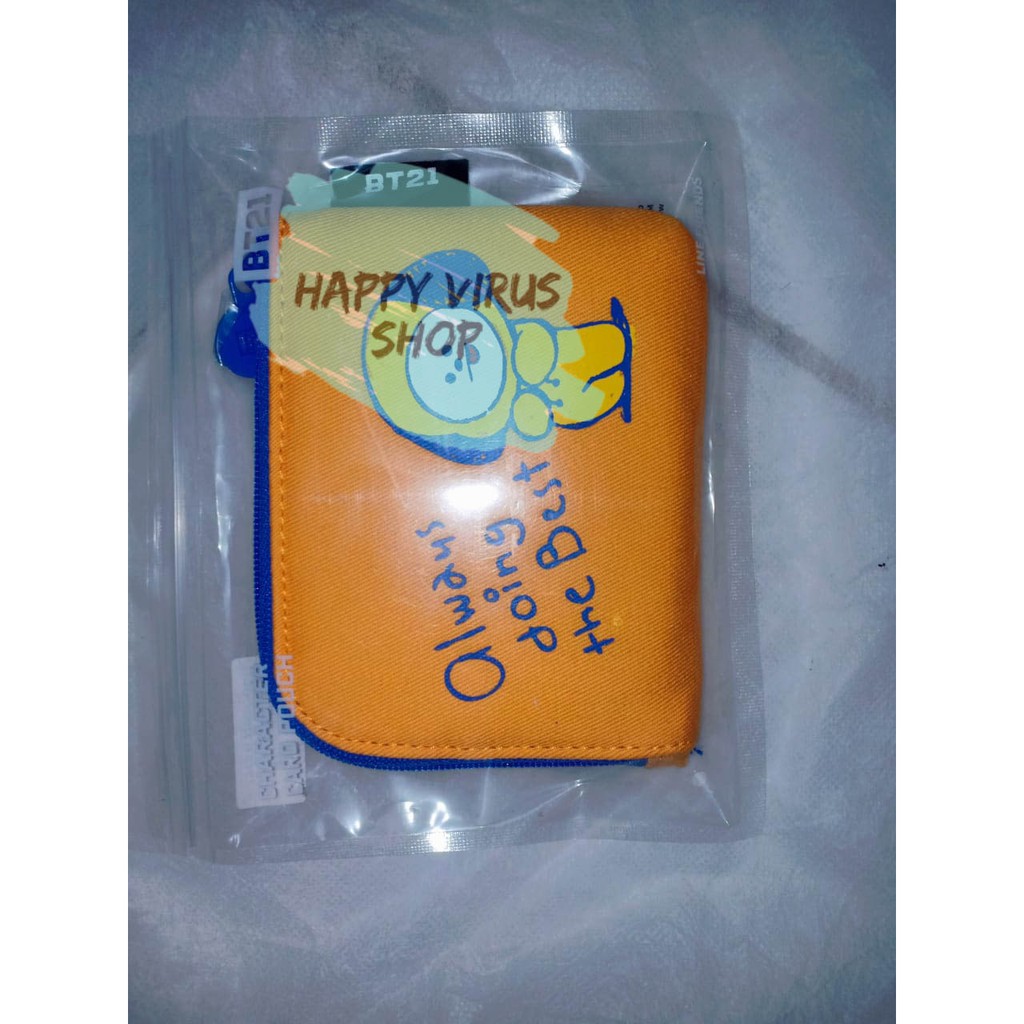 BT21
BT21
HAPPY VIRUS
SHOP
always
doing
the Best
CHARACTER
CARD POUCH